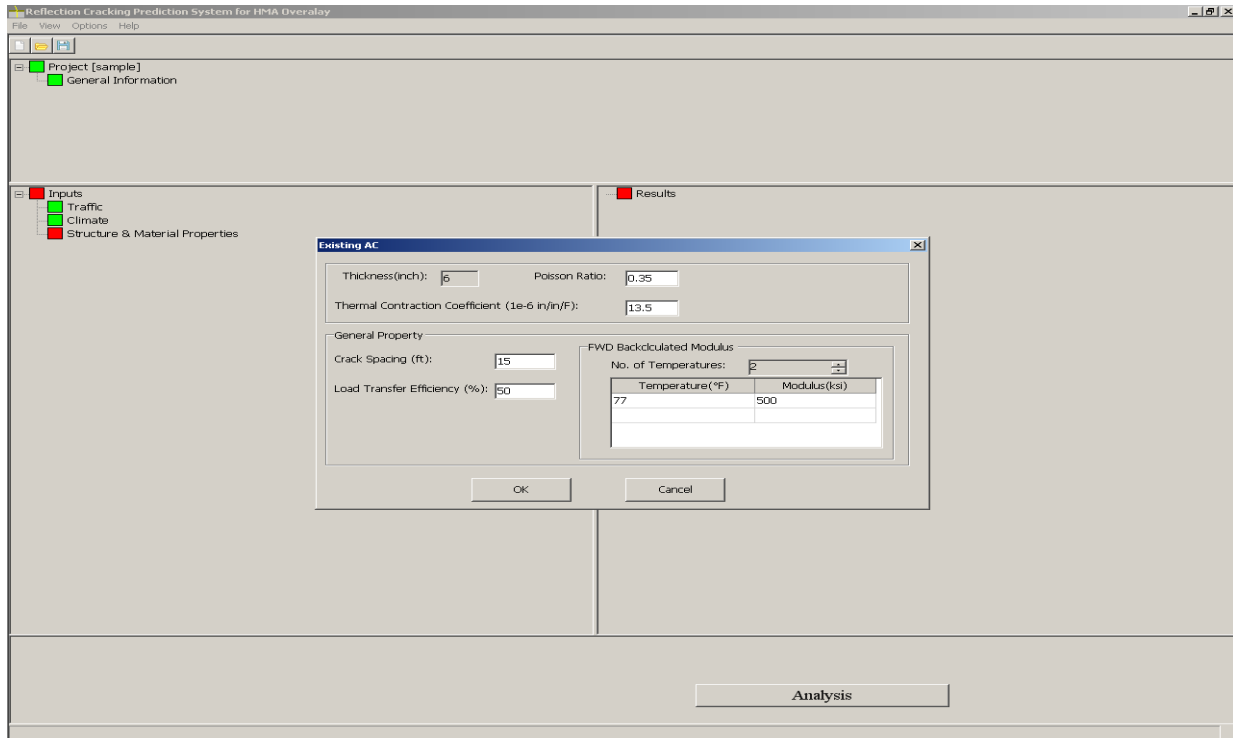 Reflection Cracking Prediction System for HMA Overalay
File View Options Help
Project [sample]
General Information
Inputs
Traffic
Climate
Structure & Material Properties
Results
Existing AC
Thickness(inch): 6 Poisson Ratio: 0.35
Thermal Contraction Coefficient (1e-6 in/in/F): 13.5
General Property
Crack Spacing (ft): 15
Load Transfer Efficiency (%): 50
FWD Backclculated Modulus
No. of Temperatures: 2
Temperature(°F) Modulus(ksi)
77 500
OK Cancel
Analysis